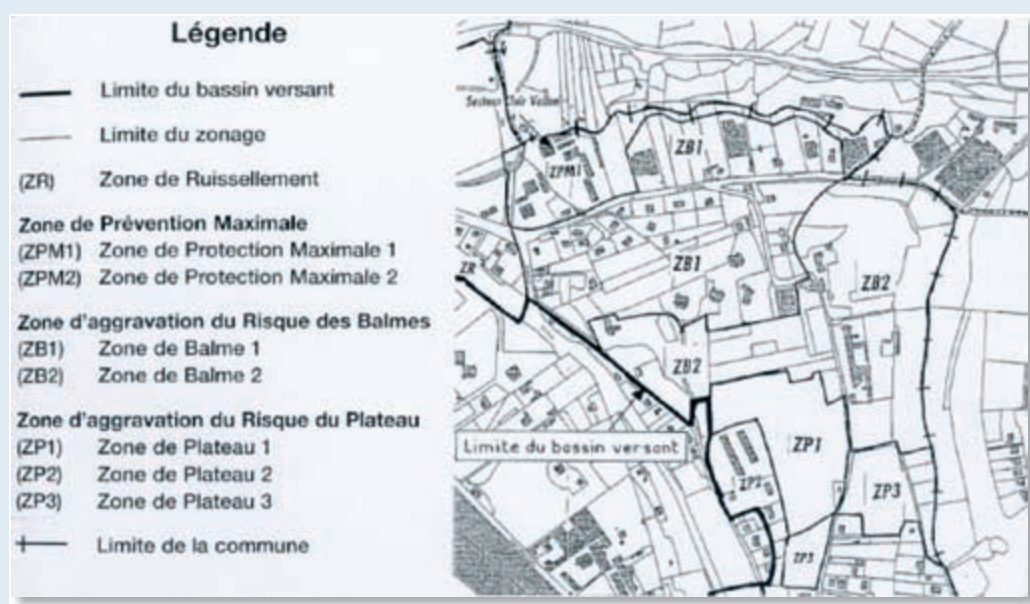 Légende
Limite du bassin versant
Limite du zonage
(ZR) Zone de Ruissellement
Zone de Prévention Maximale
(ZPM1) Zone de Protection Maximale 1
(ZPM2) Zone de Protection Maximale 2
Zone d'aggravation du Risque des Balmes
(ZB1) Zone de Balme 1
(ZB2) Zone de Balme 2
Zone d'aggravation du Risque du Plateau
(ZP1) Zone de Plateau 1
(ZP2) Zone de Plateau 2
(ZP3) Zone de Plateau 3
Limite de la commune
Secteur
ZB1
ZPM1
ZR
ZB1
ZB2
ZB2
Limite du bassin versant
ZP1
ZP2
ZP3
ZP3